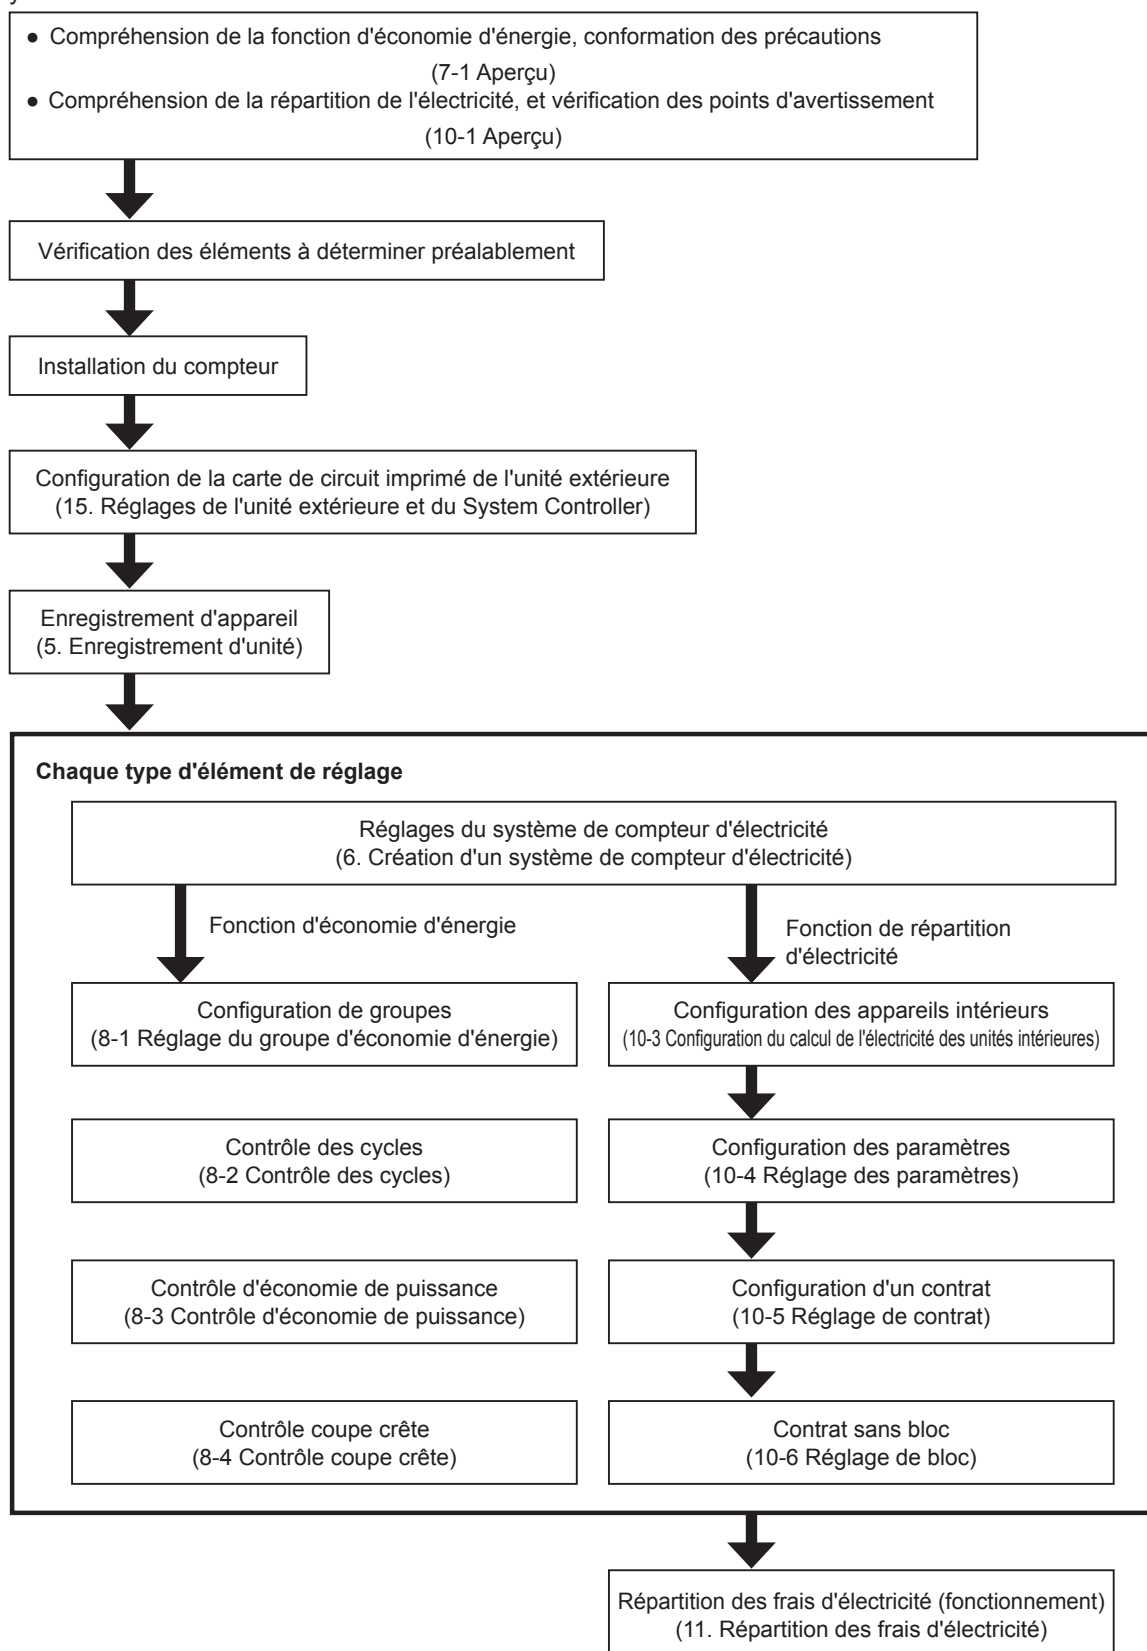 ● Compréhension de la fonction d'économie d'énergie, conformation des précautions
(7-1 Aperçu)
● Compréhension de la répartition de l'électricité, et vérification des points d'avertissement
(10-1 Aperçu)
Vérification des éléments à déterminer préalablement
Installation du compteur
Configuration de la carte de circuit imprimé de l'unité extérieure
(15. Réglages de l'unité extérieure et du System Controller)
Enregistrement d'appareil
(5. Enregistrement d'unité)
Chaque type d'élément de réglage
Réglages du système de compteur d'électricité
(6. Création d'un système de compteur d'électricité)
Fonction d'économie d'énergie
Fonction de répartition
d'électricité
Configuration de groupes
(8-1 Réglage du groupe d'économie d'énergie)
Configuration des appareils intérieurs
(10-3 Configuration du calcul de l'électricité des unités intérieures)
Contrôle des cycles
(8-2 Contrôle des cycles)
Configuration des paramètres
(10-4 Réglage des paramètres)
Contrôle d'économie de puissance
(8-3 Contrôle d'économie de puissance)
Configuration d'un contrat
(10-5 Réglage de contrat)
Contrôle coupe crête
(8-4 Contrôle coupe crête)
Contrat sans bloc
(10-6 Réglage de bloc)
Répartition des frais d'électricité (fonctionnement)
(11. Répartition des frais d'électricité)